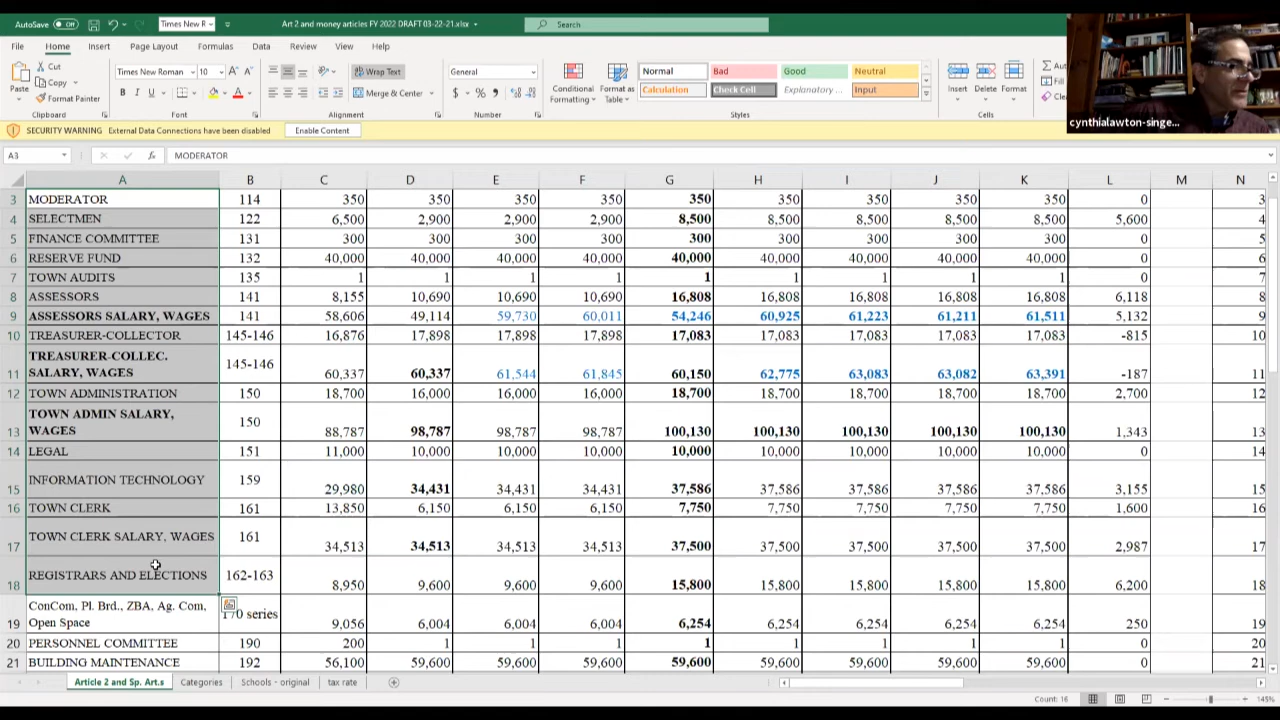 AutoSave Off Times New R Art 2 and money articles FY 2022 DRAFT 03-22-21.xlsx Search
File Home Insert Page Layout Formulas Data Review View Help
Cut Times New Roman 10 A A Wrap Text General Normal Bad Good Neutral
Copy Paste Format Painter B I U A Merge & Center $ % Conditional Formatting Format as Table Calculation Check Cell Explanatory ... Input Insert Delete Format
Clipboard Font Alignment Number Styles Cells
cynthialawton-singe...
SECURITY WARNING External Data Connections have been disabled Enable Content
A3 fx MODERATOR
A B C D E F G H I J K L M N
3 MODERATOR 114 350 350 350 350 350 350 350 350 350 0 3
4 SELECTMEN 122 6,500 2,900 2,900 2,900 8,500 8,500 8,500 8,500 8,500 5,600 4
5 FINANCE COMMITTEE 131 300 300 300 300 300 300 300 300 300 0 5
6 RESERVE FUND 132 40,000 40,000 40,000 40,000 40,000 40,000 40,000 40,000 40,000 0 6
7 TOWN AUDITS 135 1 1 1 1 1 1 1 1 1 0 7
8 ASSESSORS 141 8,155 10,690 10,690 10,690 16,808 16,808 16,808 16,808 16,808 6,118 8
9 ASSESSORS SALARY, WAGES 141 58,606 49,114 59,730 60,011 54,246 60,925 61,223 61,211 61,511 5,132 9
10 TREASURER-COLLECTOR 145-146 16,876 17,898 17,898 17,898 17,083 17,083 17,083 17,083 17,083 -815 10
TREASURER-COLLEC.
11 SALARY, WAGES 145-146 60,337 60,337 61,544 61,845 60,150 62,775 63,083 63,082 63,391 -187 11
12 TOWN ADMINISTRATION 150 18,700 16,000 16,000 16,000 18,700 18,700 18,700 18,700 18,700 2,700 12
TOWN ADMIN SALARY,
13 WAGES 150 88,787 98,787 98,787 98,787 100,130 100,130 100,130 100,130 100,130 1,343 13
14 LEGAL 151 11,000 10,000 10,000 10,000 10,000 10,000 10,000 10,000 10,000 0 14
15 INFORMATION TECHNOLOGY 159 29,980 34,431 34,431 34,431 37,586 37,586 37,586 37,586 37,586 3,155 15
16 TOWN CLERK 161 13,850 6,150 6,150 6,150 7,750 7,750 7,750 7,750 7,750 1,600 16
17 TOWN CLERK SALARY, WAGES 161 34,513 34,513 34,513 34,513 37,500 37,500 37,500 37,500 37,500 2,987 17
18 REGISTRARS AND ELECTIONS 162-163 8,950 9,600 9,600 9,600 15,800 15,800 15,800 15,800 15,800 6,200 18
ConCom, Pl. Brd., ZBA, Ag. Com,
19 Open Space 170 series 9,056 6,004 6,004 6,004 6,254 6,254 6,254 6,254 6,254 250 19
20 PERSONNEL COMMITTEE 190 200 1 1 1 1 1 1 1 1 0 20
21 BUILDING MAINTENANCE 192 56,100 59,600 59,600 59,600 59,600 59,600 59,600 59,600 59,600 0 21
Article 2 and Sp. Art.s Categories Schools - original tax rate
Count: 16 145%